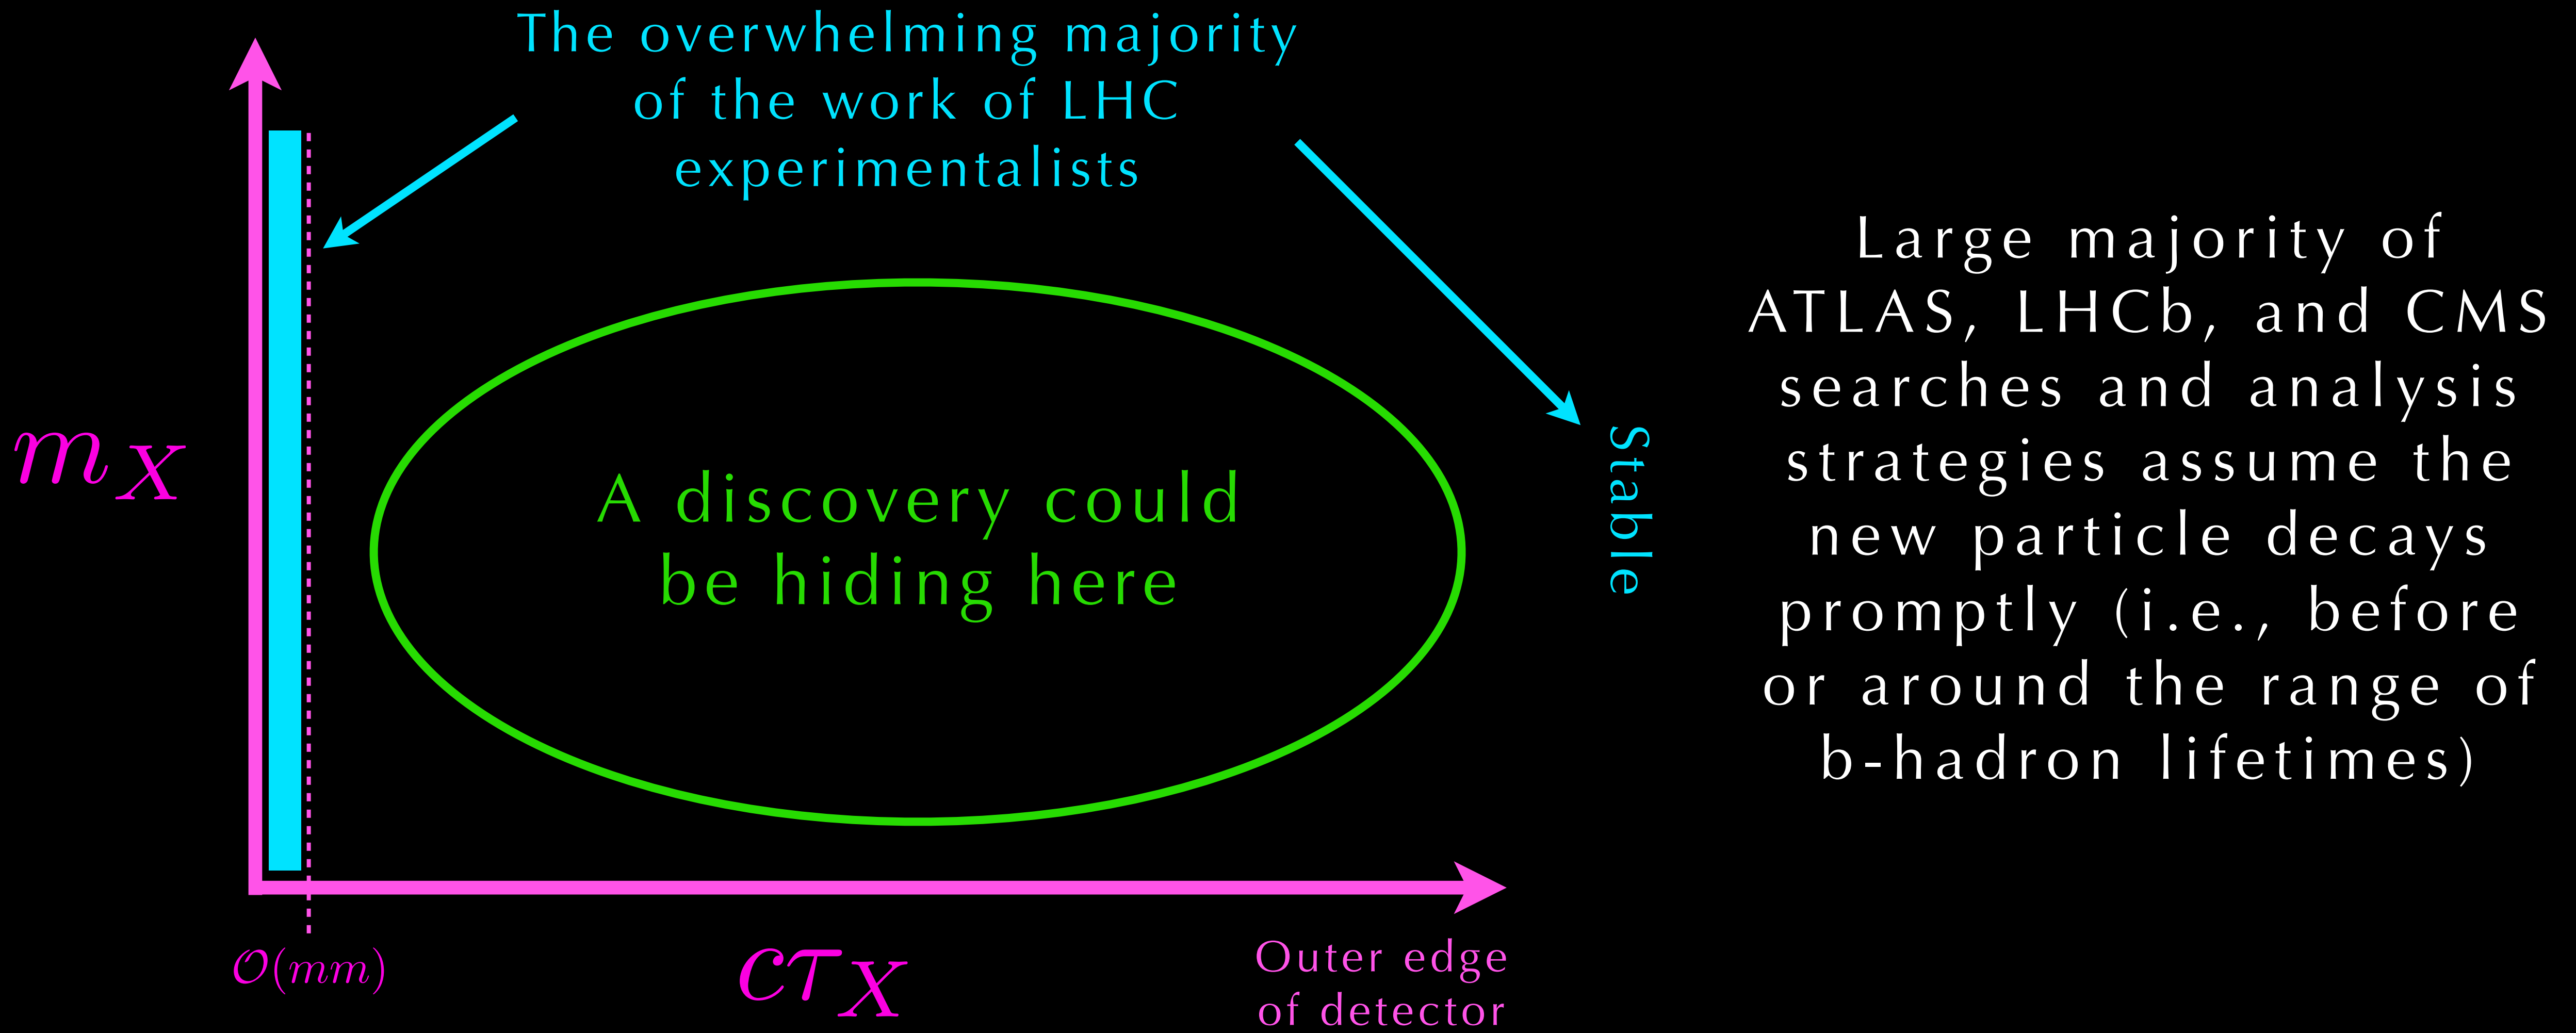 The overwhelming majority
of the work of LHC
experimentalists
m_X
A discovery could
be hiding here
Stable
O(mm)
cτ_X
Outer edge
of detector
Large majority of
ATLAS, LHCb, and CMS
searches and analysis
strategies assume the
new particle decays
promptly (i.e., before
or around the range of
b-hadron lifetimes)